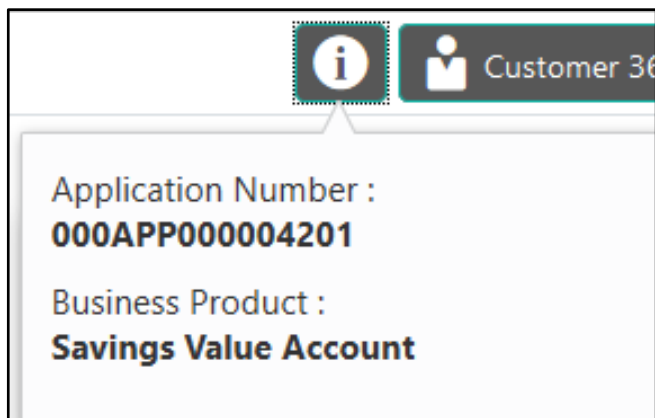 Customer 36
Application Number :
000APP000004201
Business Product :
Savings Value Account